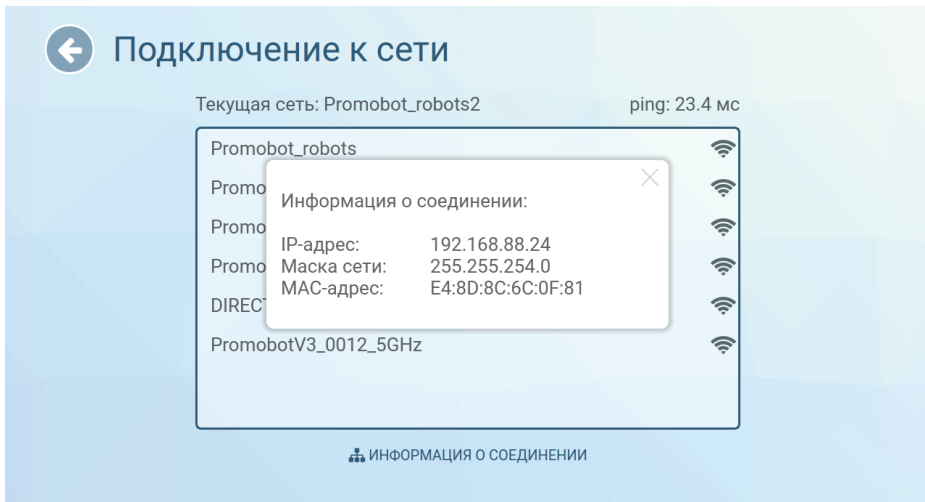 Подключение к сети
Текущая сеть: Promobot_robots2 ping: 23.4 мс
Promobot_robots
Promo
Информация о соединении:
Promo
IP-адрес: 192.168.88.24
Promo Маска сети: 255.255.254.0
MAC-адрес: E4:8D:8C:6C:0F:81
DIREC
PromobotV3_0012_5GHz
ИНФОРМАЦИЯ О СОЕДИНЕНИИ